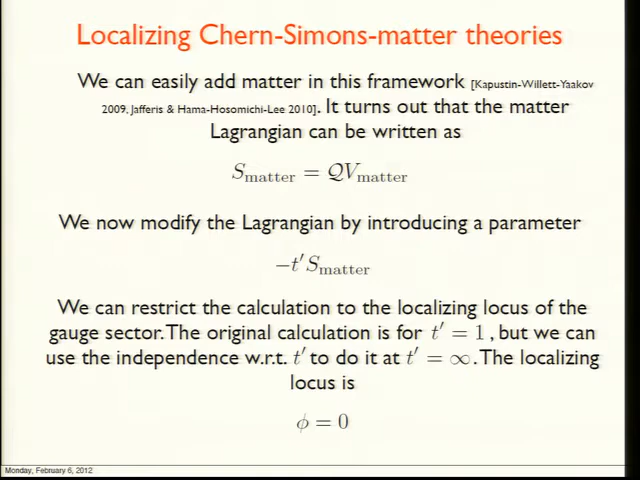 Localizing Chern-Simons-matter theories
We can easily add matter in this framework [Kapustin-Willett-Yaakov
2009, Jafferis & Hama-Hosomichi-Lee 2010]. It turns out that the matter
Lagrangian can be written as
S_matter = 𝒬V_matter
We now modify the Lagrangian by introducing a parameter
−t′S_matter
We can restrict the calculation to the localizing locus of the
gauge sector. The original calculation is for t′ = 1, but we can
use the independence w.r.t. t′ to do it at t′ = ∞. The localizing
locus is
ϕ = 0
Monday, February 6, 2012